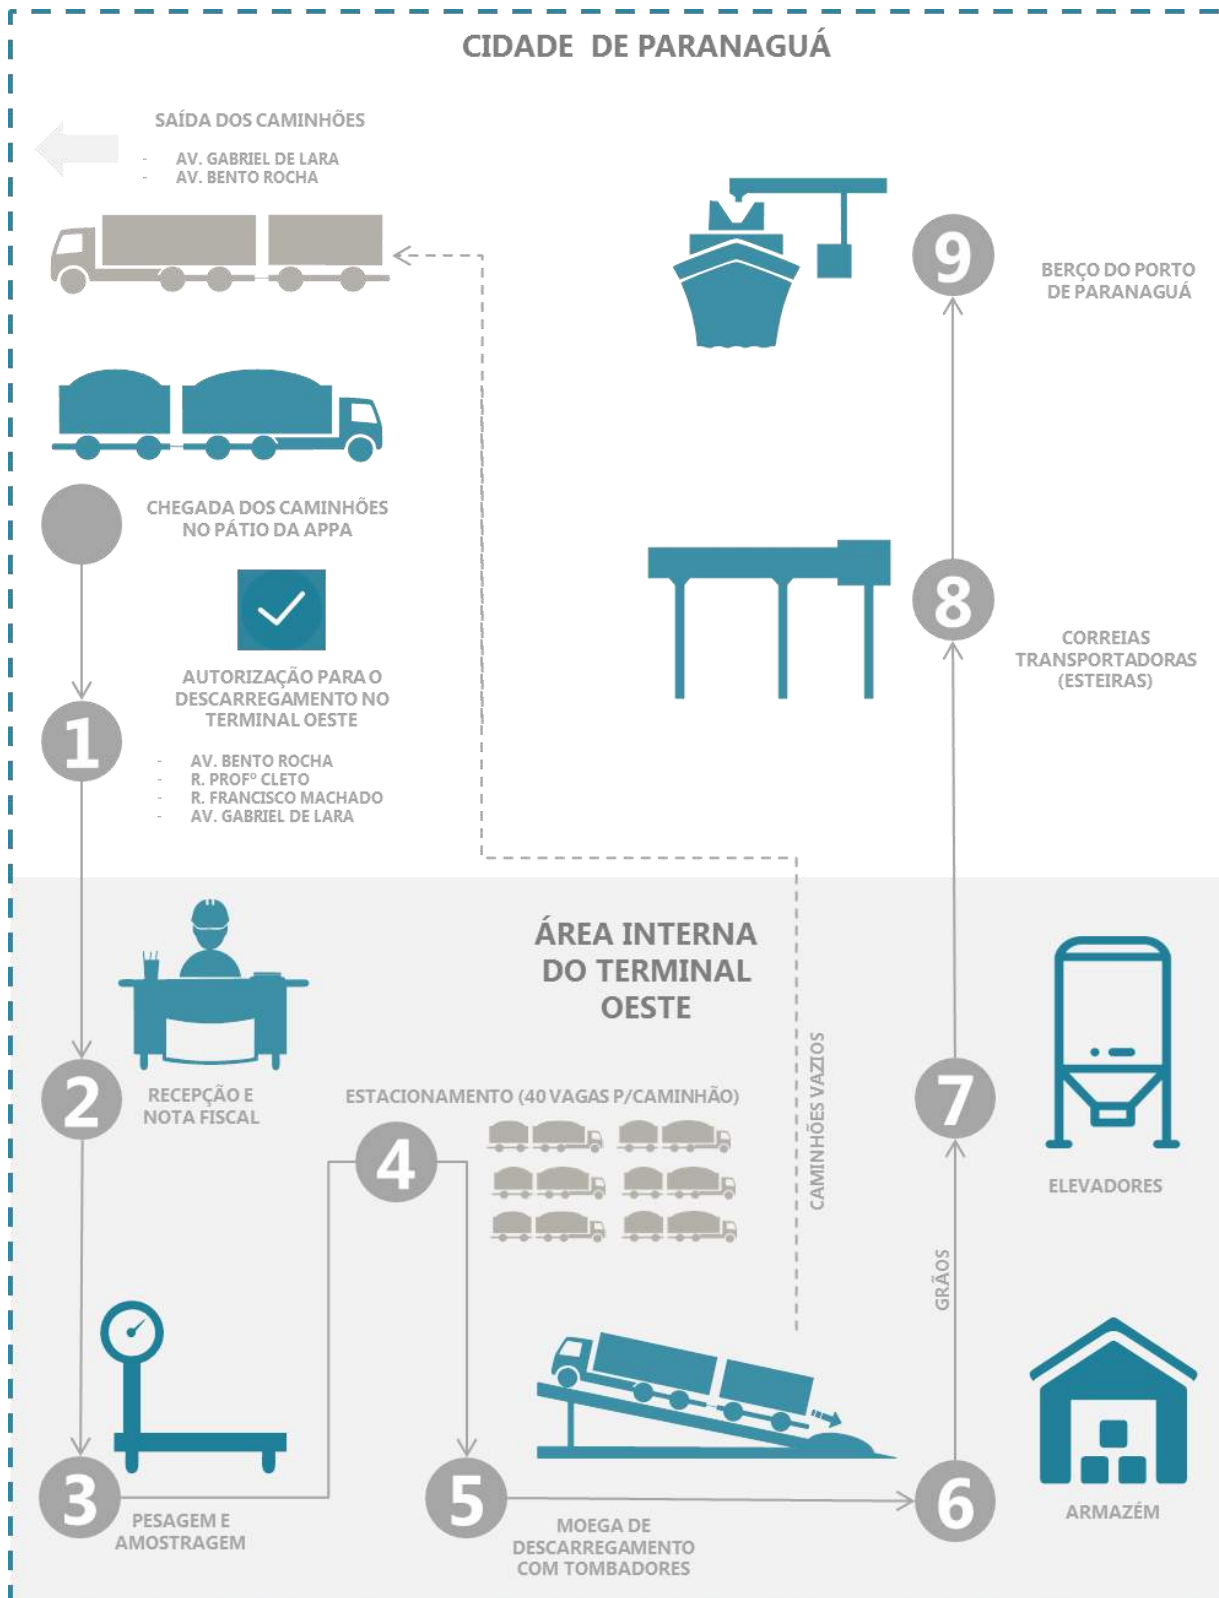 CIDADE DE PARANAGUÁ
SAÍDA DOS CAMINHÕES
- AV. GABRIEL DE LARA
- AV. BENTO ROCHA
9
BERÇO DO PORTO
DE PARANAGUÁ
CHEGADA DOS CAMINHÕES
NO PÁTIO DA APPA
8
CORREIAS
TRANSPORTADORAS
(ESTEIRAS)
AUTORIZAÇÃO PARA O
DESCARREGAMENTO NO
TERMINAL OESTE
1
- AV. BENTO ROCHA
- R. PROFº CLETO
- R. FRANCISCO MACHADO
- AV. GABRIEL DE LARA
ÁREA INTERNA
DO TERMINAL
OESTE
CAMINHÕES VAZIOS
2
RECEPÇÃO E
NOTA FISCAL
ESTACIONAMENTO (40 VAGAS P/CAMINHÃO)
4
7
ELEVADORES
GRÃOS
3
PESAGEM E
AMOSTRAGEM
5
MOEGA DE
DESCARREGAMENTO
COM TOMBADORES
6
ARMAZÉM